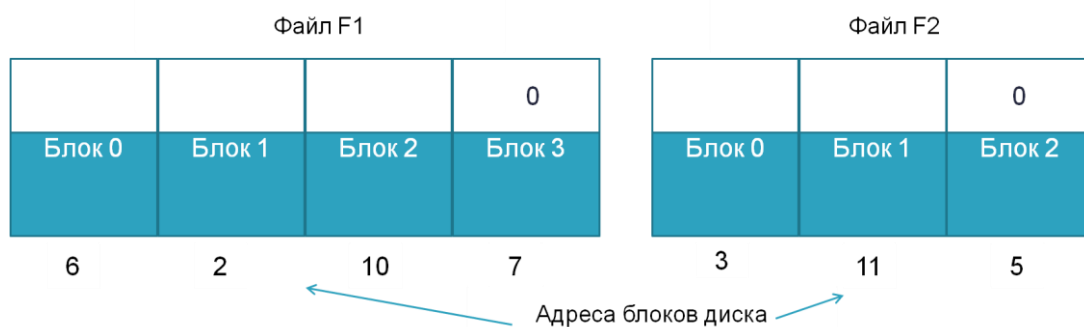 Файл F1
Файл F2
0
0
Блок 0 Блок 1 Блок 2 Блок 3
Блок 0 Блок 1 Блок 2
6 2 10 7
3 11 5
Адреса блоков диска